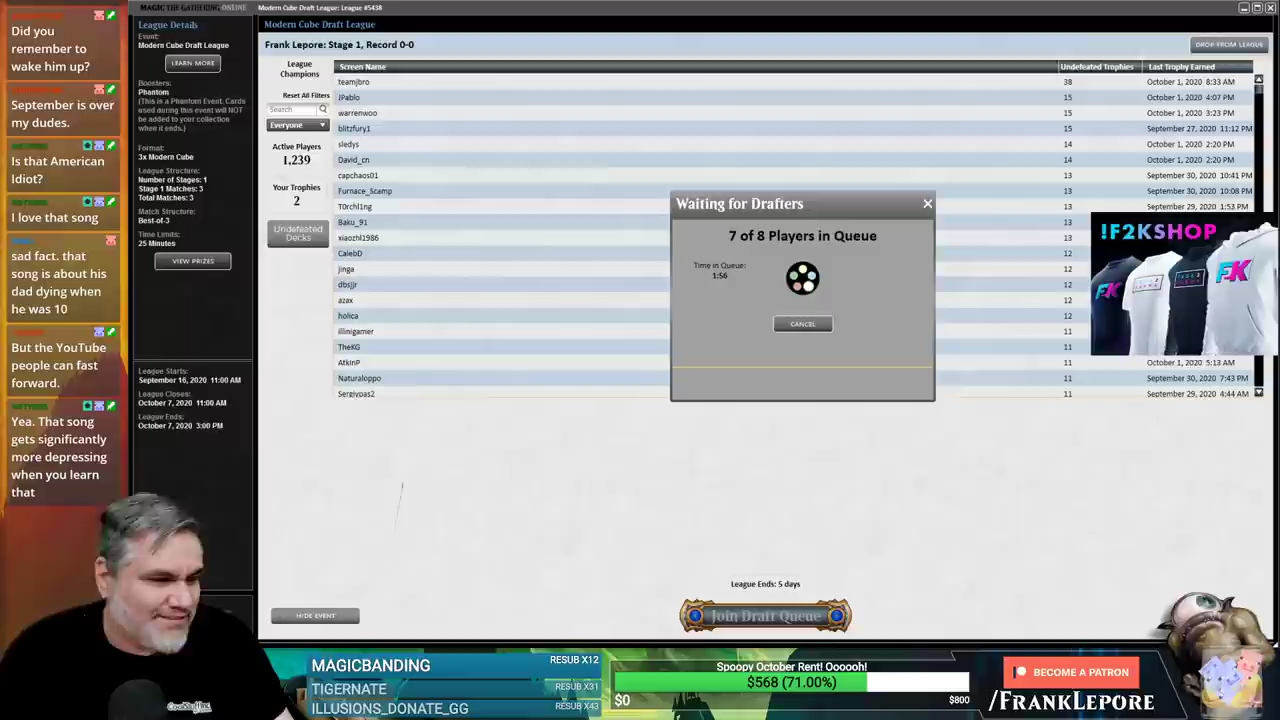 Did you
remember to
wake him up?
September is over
my dudes.
Is that American
Idiot?
I love that song
sad fact. that
song is about his
dad dying when
he was 10
But the YouTube
people can fast
forward.
Yea. That song
gets significantly
more depressing
when you learn
that
MAGIC THE GATHERING ONLINE
Modern Cube Draft League: League #5438
League Details
Event:
Modern Cube Draft League
LEARN MORE
Boosters:
Phantom
(This is a Phantom Event. Cards
used during this event will NOT
be added to your collection
when it ends.)
Format:
3x Modern Cube
League Structure:
Number of Stages: 1
Stage 1 Matches: 3
Total Matches: 3
Match Structure:
Best-of-3
Time Limits:
25 Minutes
VIEW PRIZES
League Starts:
September 16, 2020 11:00 AM
League Closes:
October 7, 2020 11:00 AM
League Ends:
October 7, 2020 3:00 PM
Modern Cube Draft League
Frank Lepore: Stage 1, Record 0-0
DROP FROM LEAGUE
League
Champions
Reset All Filters
Search
Everyone
Active Players
1,239
Your Trophies
2
Undefeated
Decks
Screen Name Undefeated Trophies Last Trophy Earned
teamjbro 38 October 1, 2020 8:33 AM
JPablo 15 October 1, 2020 4:07 PM
warrenwoo 15 October 1, 2020 3:23 PM
blitzfury1 15 September 27, 2020 11:12 PM
sledys 14 October 1, 2020 2:20 PM
David_cn 14 October 1, 2020 2:20 PM
capchaos01 13 September 30, 2020 10:41 PM
Furnace_Scamp 13 September 30, 2020 10:08 PM
T0rchl1ng 13 September 29, 2020 1:53 PM
Baku_91 13
xiaozhl1986 13
CalebD 13
jinga 12
dbsjjr 12
azax 12
holica 12
illinigamer 11
TheKG 11
AtkinP 11 October 1, 2020 5:13 AM
Naturaloppo 11 September 30, 2020 7:43 PM
Sergiypas2 11 September 29, 2020 4:44 AM
Waiting for Drafters
7 of 8 Players in Queue
Time in Queue:
1:56
CANCEL
!F2KSHOP
League Ends: 5 days
HIDE EVENT
Join Draft Queue
MAGICBANDING RESUB X12
TIGERNATE RESUB X31
ILLUSIONS_DONATE_GG RESUB X43
Spoopy October Rent! Oooooh!
$568 (71.00%)
$0 $800
BECOME A PATRON
/FRANKLEPORE